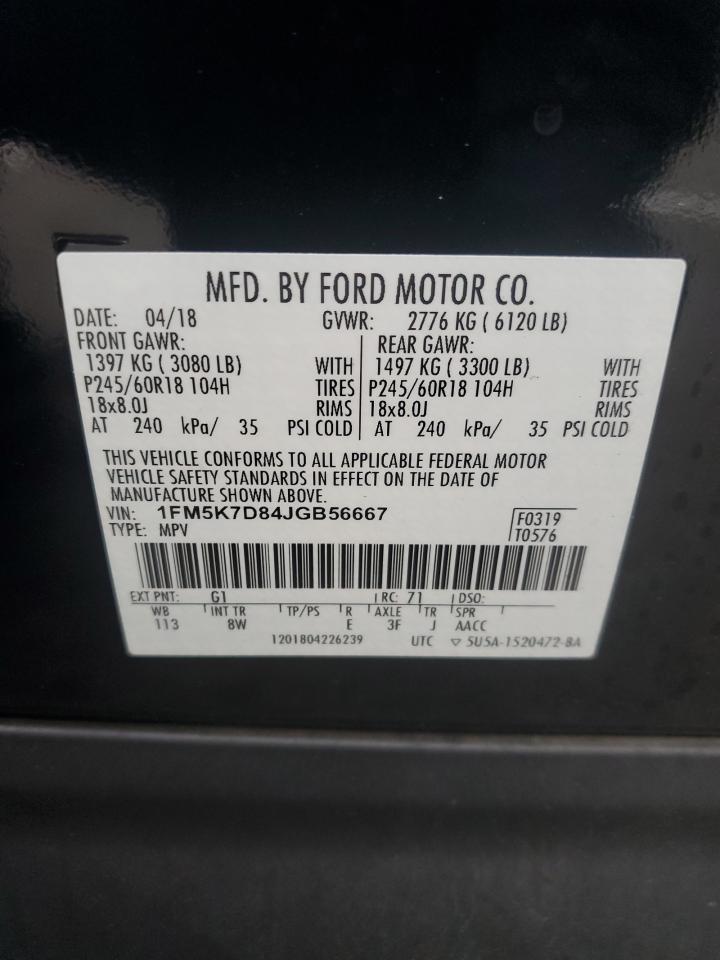 MFD. BY FORD MOTOR CO.
DATE: 04/18 GVWR: 2776 KG ( 6120 LB)
FRONT GAWR: REAR GAWR:
1397 KG ( 3080 LB) WITH 1497 KG ( 3300 LB) WITH
P245/60R18 104H TIRES P245/60R18 104H TIRES
18x8.0J RIMS 18x8.0J RIMS
AT 240 kPa/ 35 PSI COLD AT 240 kPa/ 35 PSI COLD
THIS VEHICLE CONFORMS TO ALL APPLICABLE FEDERAL MOTOR
VEHICLE SAFETY STANDARDS IN EFFECT ON THE DATE OF
MANUFACTURE SHOWN ABOVE.
VIN: 1FM5K7D84JGB56667 F0319
TYPE: MPV T0576
EXT PNT: G1 RC: 71 DSO:
WB INT TR TP/PS R AXLE TR SPR
113 8W E 3F J AACC
1201804226239 UTC ▽ 5U5A-1520472-BA